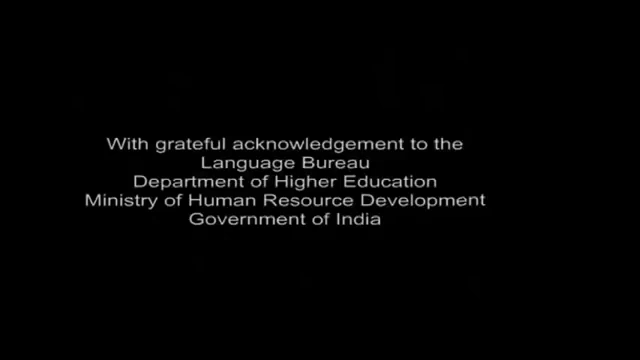 With grateful acknowledgement to the
Language Bureau
Department of Higher Education
Ministry of Human Resource Development
Government of India